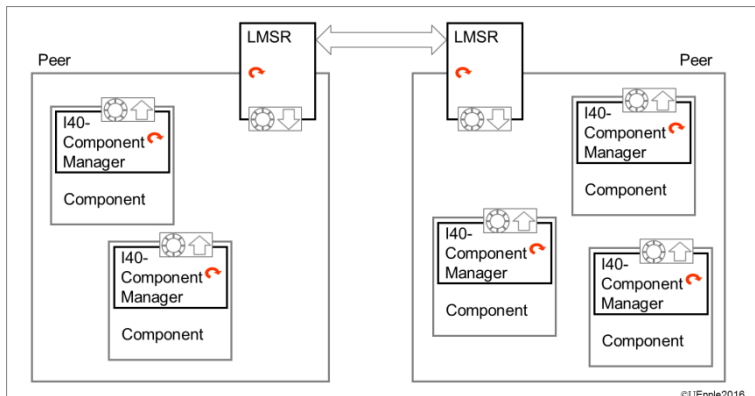 LMSR
LMSR
Peer
Peer
I40-
Component
Manager
Component
I40-
Component
Manager
Component
I40-
Component
Manager
Component
I40-
Component
Manager
Component
I40-
Component
Manager
Component
©UEpple2016